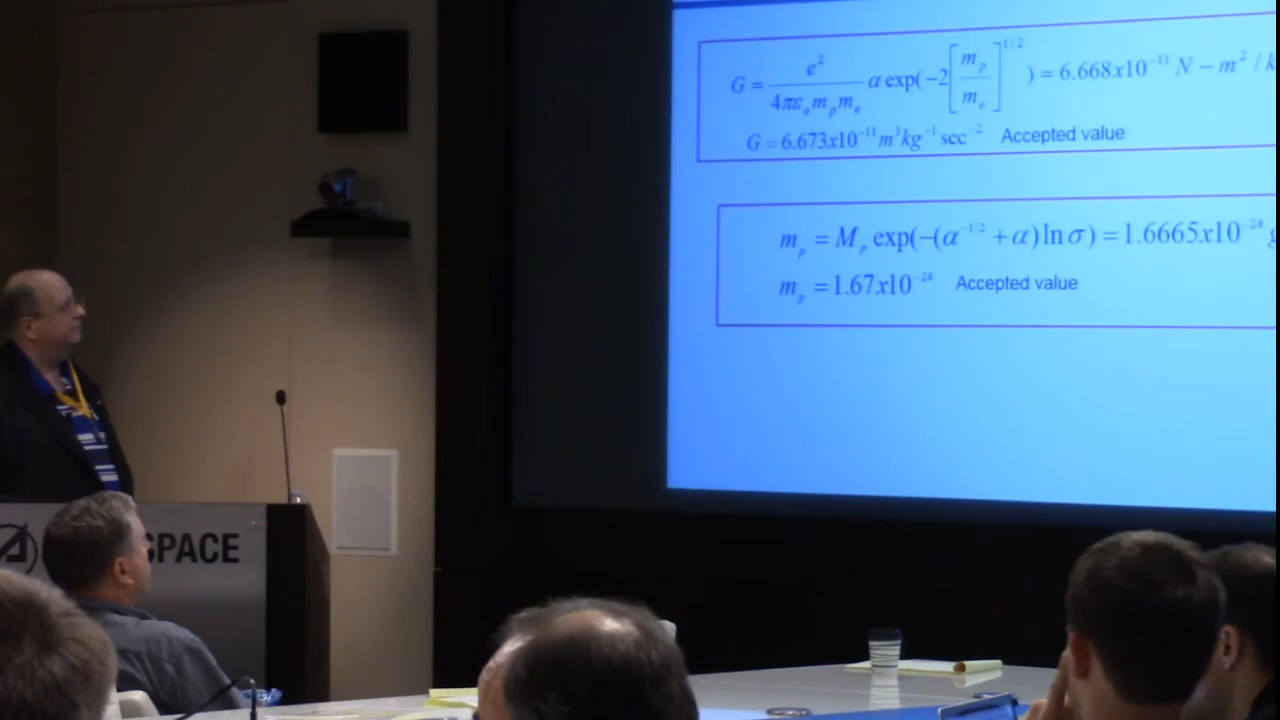 G = e²/4πε₀mₚmₑ α exp(−2[mₚ/mₑ]^1/2) = 6.668x10⁻¹¹ N − m² / k
G = 6.673x10⁻¹¹ m³kg⁻¹ sec⁻² Accepted value
mₚ = Mₚ exp(−(α^−1/2 + α) ln σ) = 1.6665x10⁻²⁴ g
mₚ = 1.67x10⁻²⁴ Accepted value
SPACE